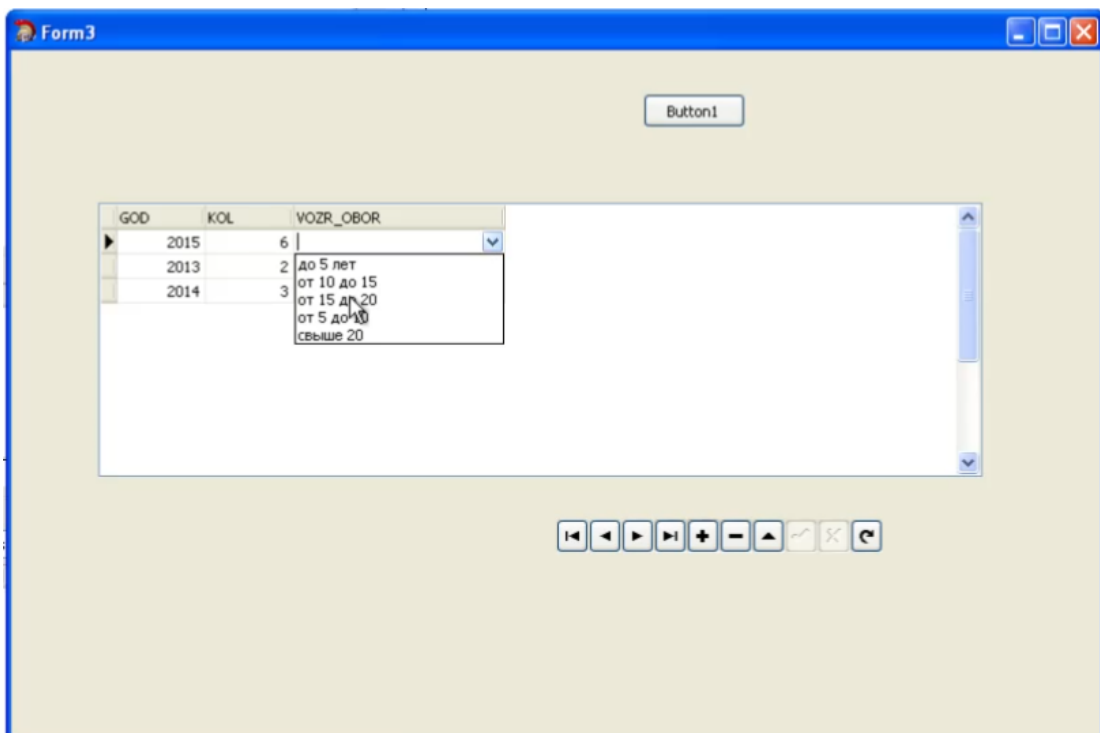 Form3
Button1
GOD KOL VOZR_OBOR
2015 6
2013 2
2014 3
до 5 лет
от 10 до 15
от 15 до 20
от 5 до 10
свыше 20